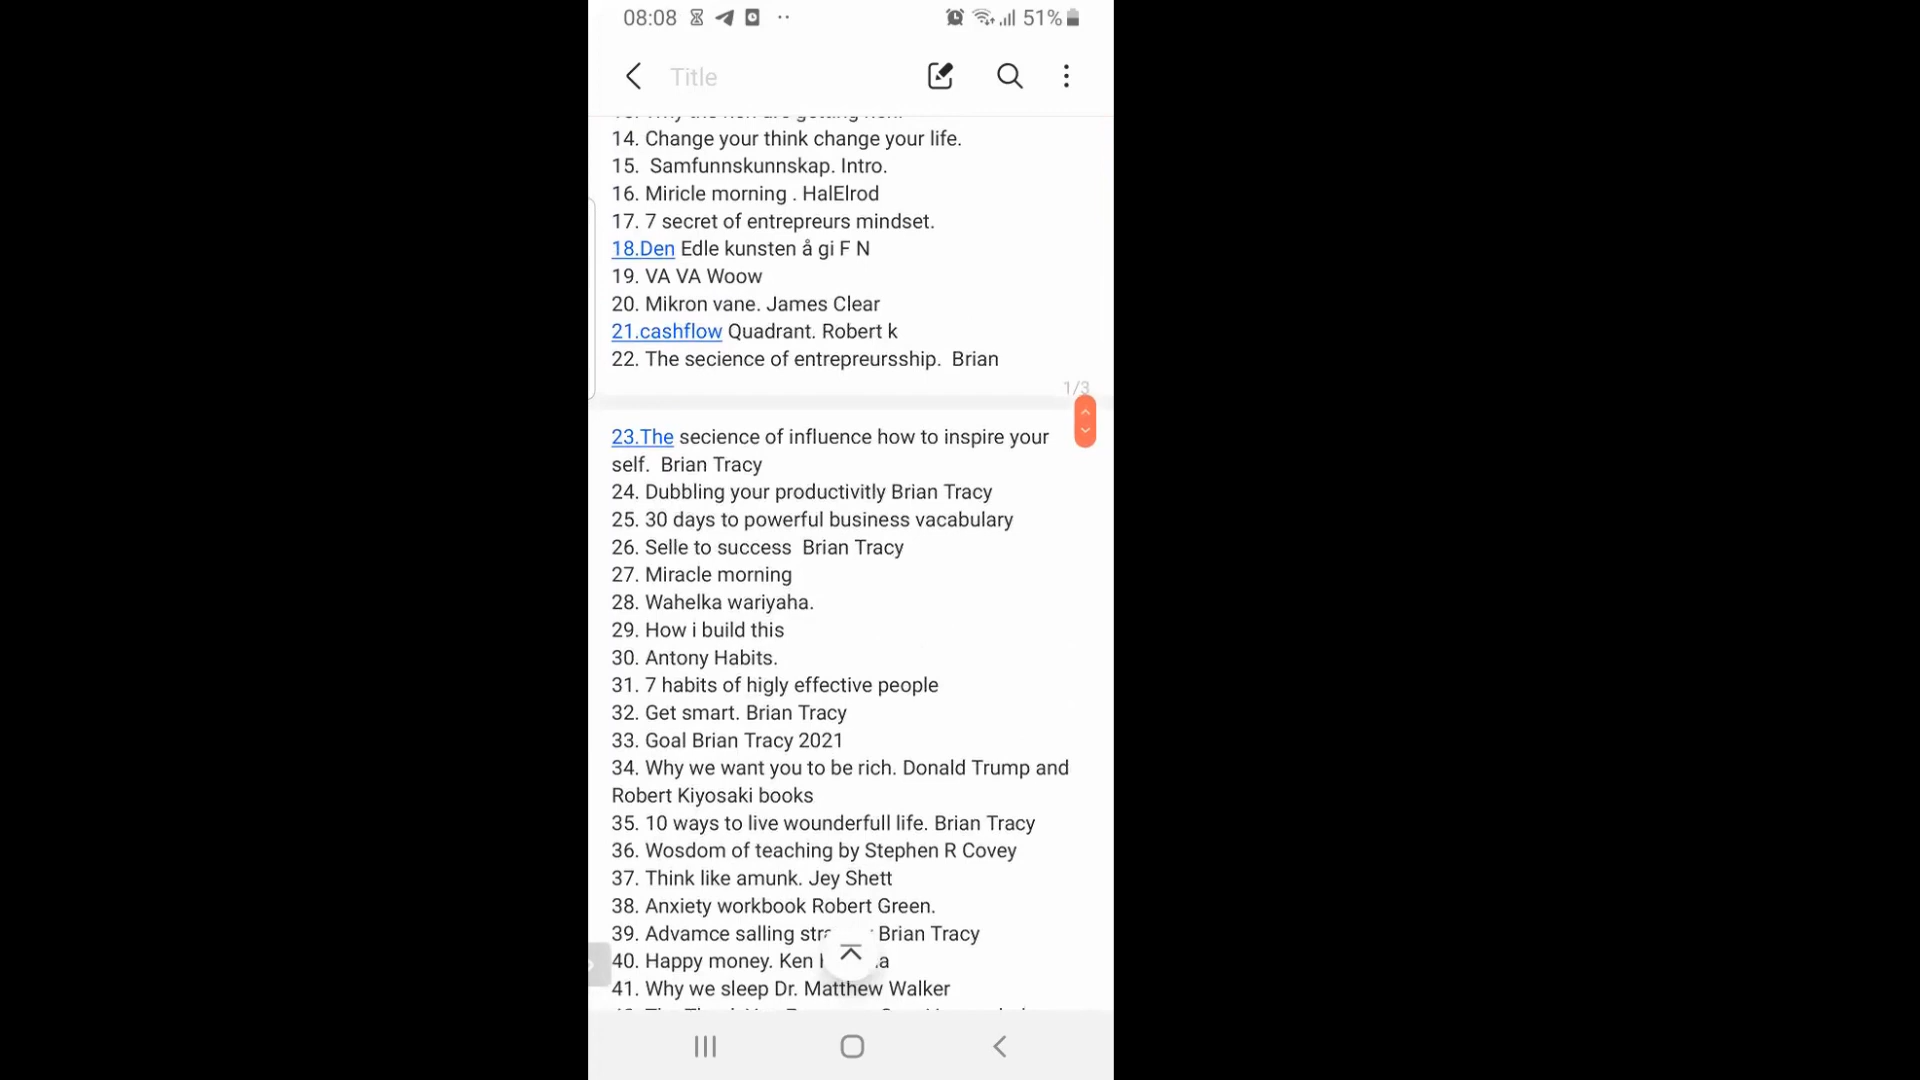 08:08
51%
Title
14. Change your think change your life.
15. Samfunnskunnskap. Intro.
16. Miricle morning . HalElrod
17. 7 secret of entrepreurs mindset.
18.Den Edle kunsten å gi F N
19. VA VA Woow
20. Mikron vane. James Clear
21.cashflow Quadrant. Robert k
22. The secience of entrepreursship. Brian
1/3
23.The secience of influence how to inspire your
self. Brian Tracy
24. Dubbling your productivitly Brian Tracy
25. 30 days to powerful business vacabulary
26. Selle to success Brian Tracy
27. Miracle morning
28. Wahelka wariyaha.
29. How i build this
30. Antony Habits.
31. 7 habits of higly effective people
32. Get smart. Brian Tracy
33. Goal Brian Tracy 2021
34. Why we want you to be rich. Donald Trump and
Robert Kiyosaki books
35. 10 ways to live wounderfull life. Brian Tracy
36. Wosdom of teaching by Stephen R Covey
37. Think like amunk. Jey Shett
38. Anxiety workbook Robert Green.
39. Advamce salling Brian Tracy
40. Happy money. Ken
41. Why we sleep Dr. Matthew Walker